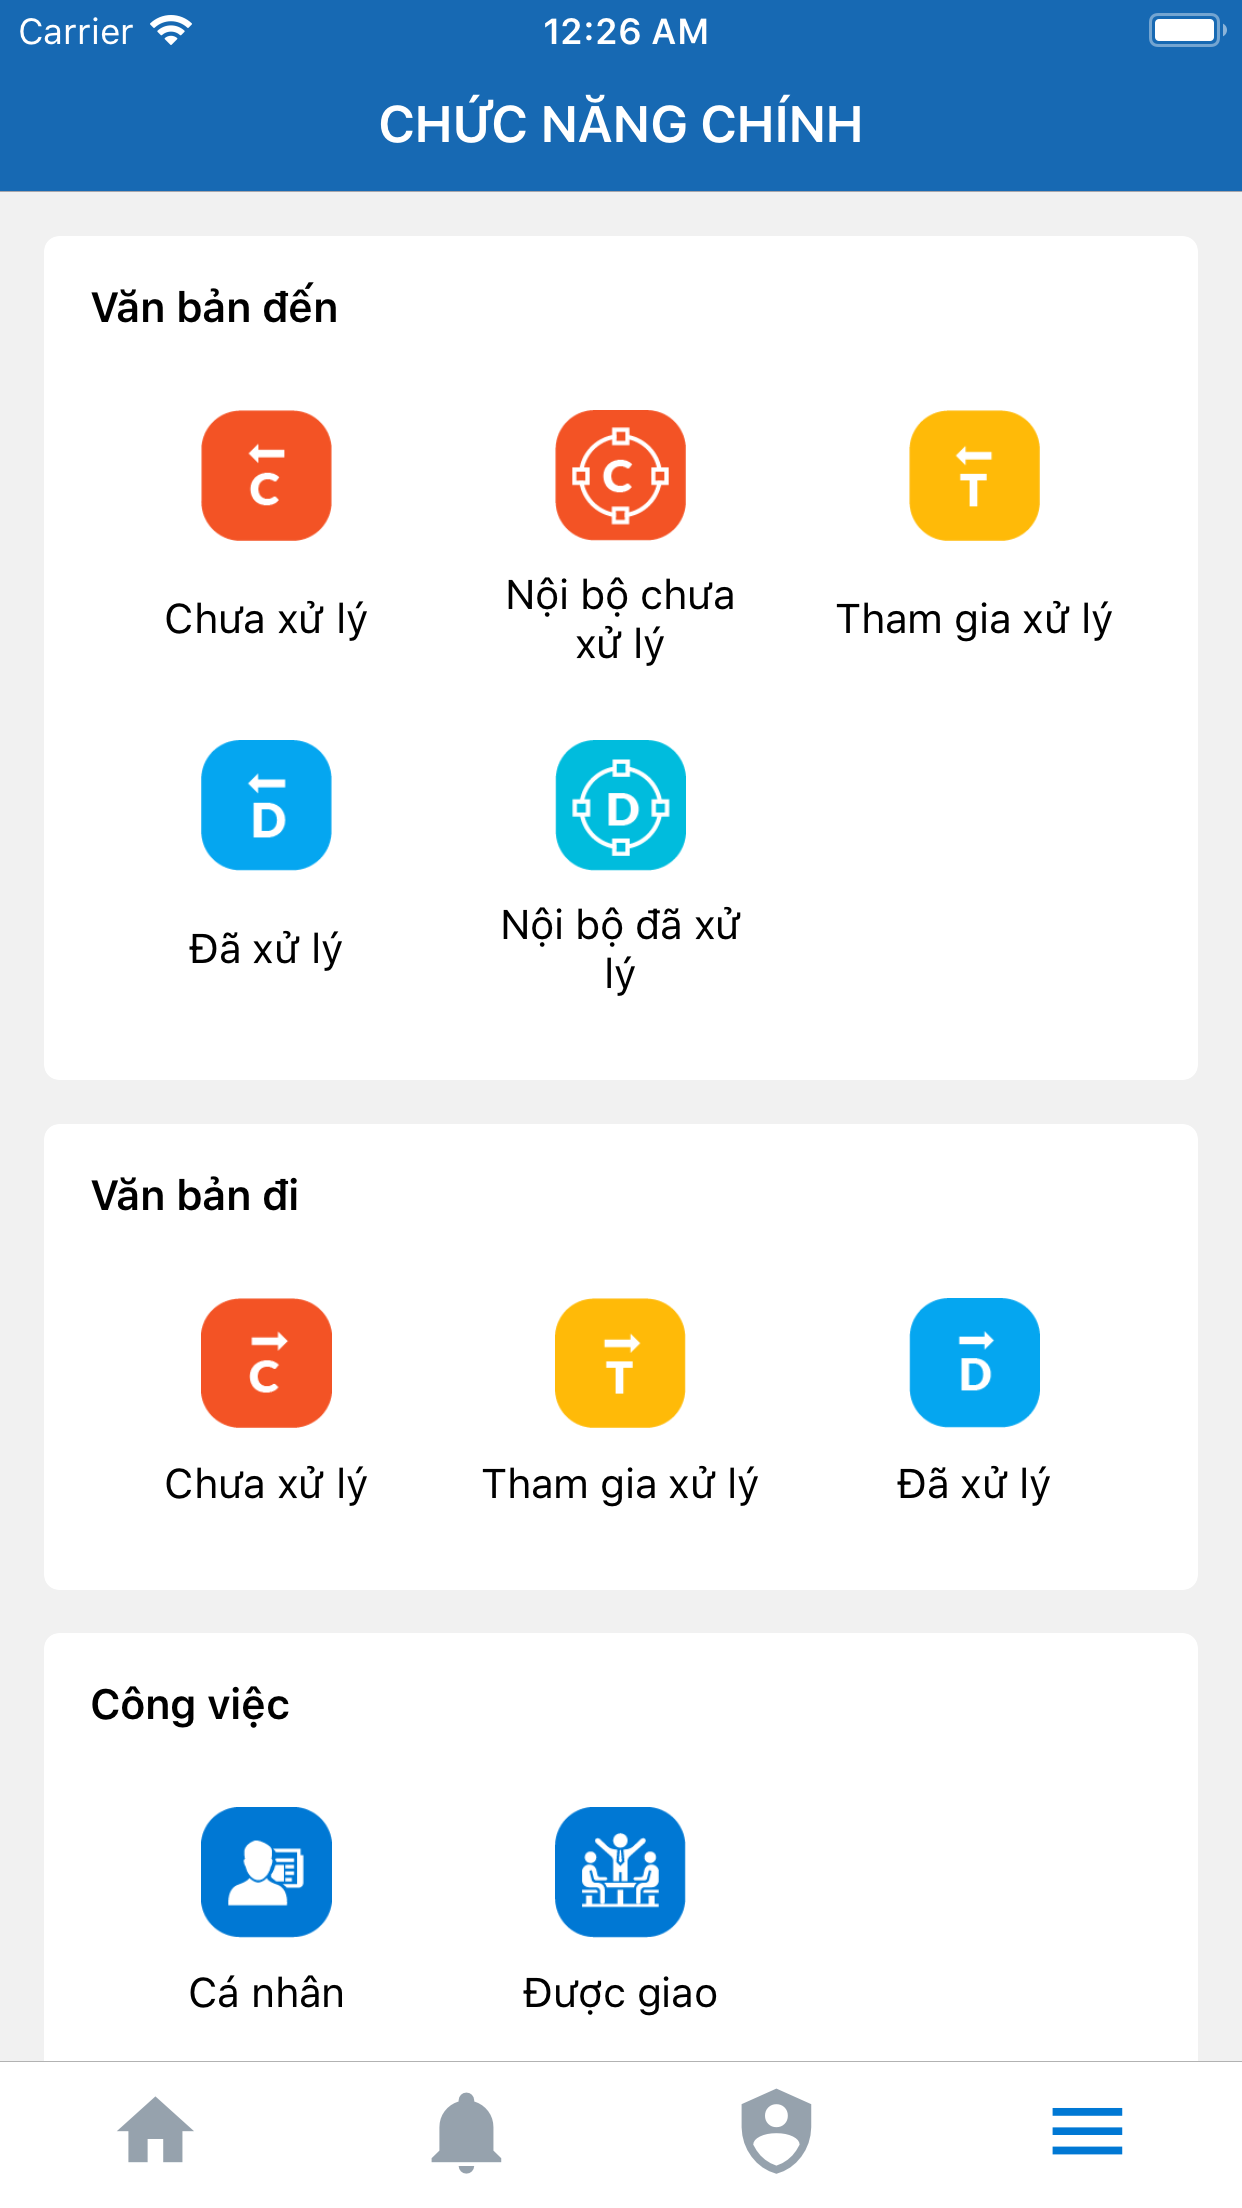 Carrier
12:26 AM
CHỨC NĂNG CHÍNH
Văn bản đến
C
C
T
Chưa xử lý
Nội bộ chưa
xử lý
Tham gia xử lý
D
D
Đã xử lý
Nội bộ đã xử
lý
Văn bản đi
C
T
D
Chưa xử lý
Tham gia xử lý
Đã xử lý
Công việc
Cá nhân
Được giao